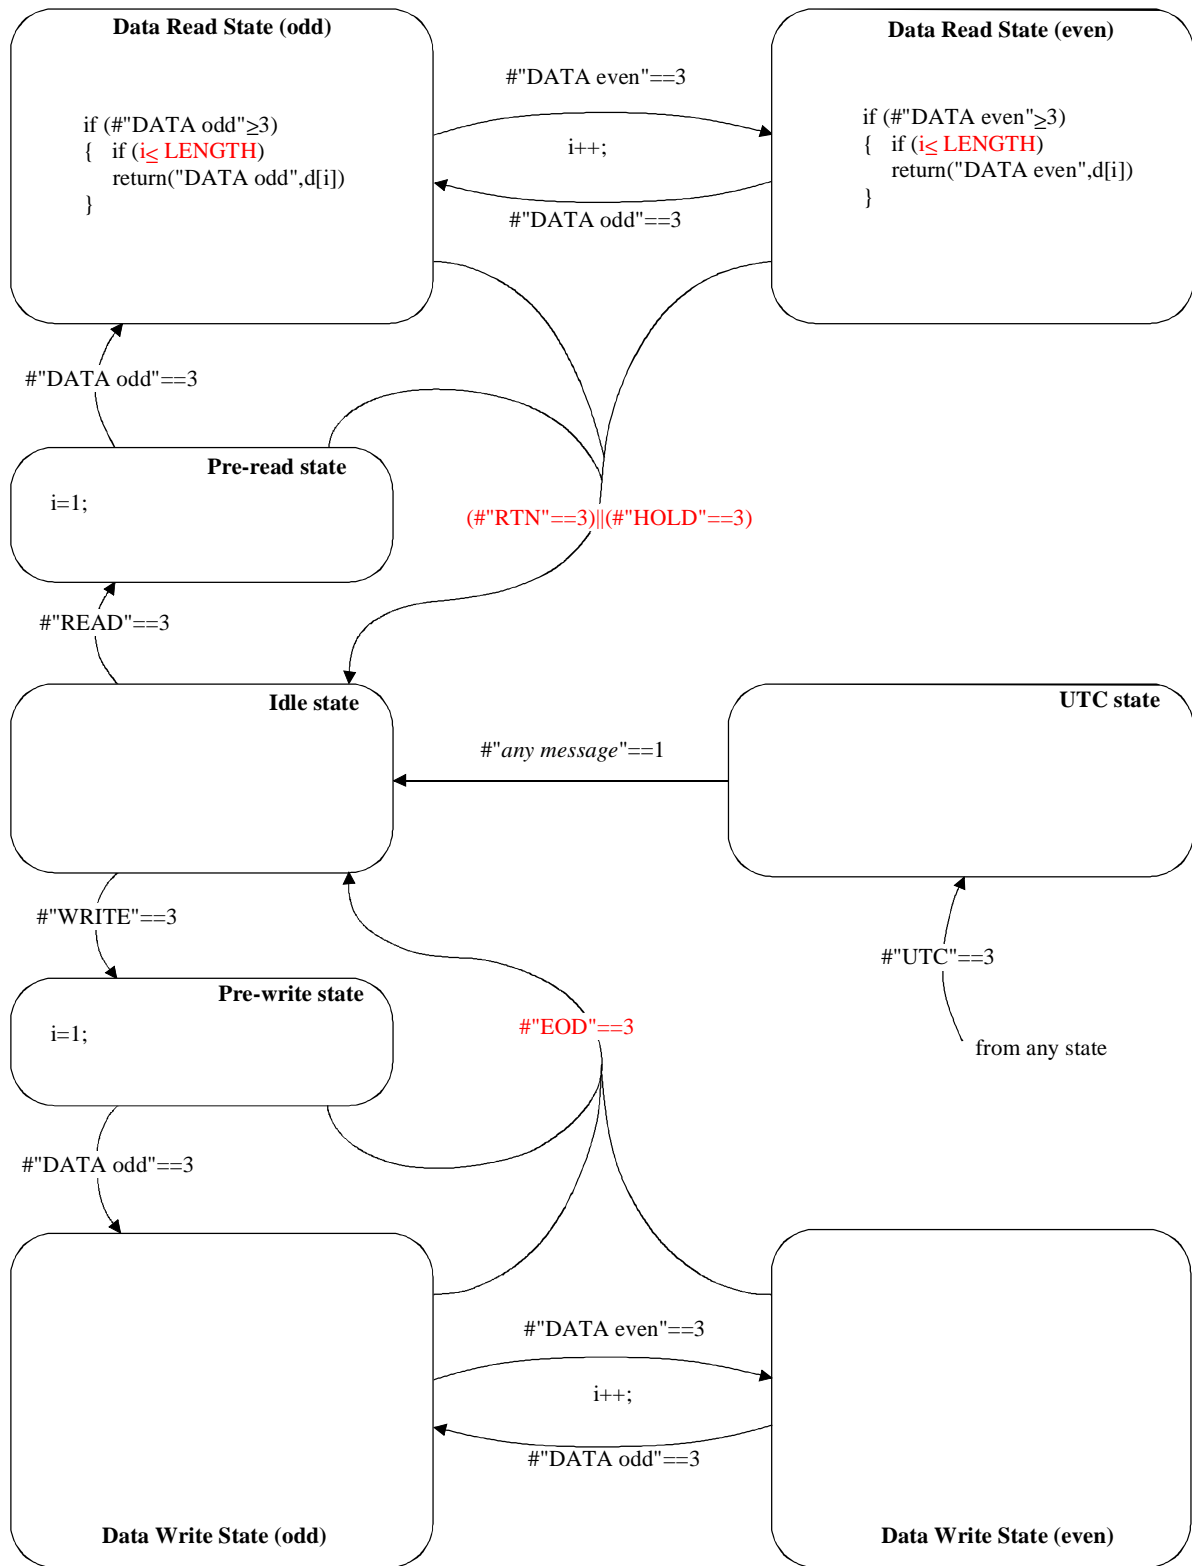 Data Read State (odd)
Data Read State (even)
#"DATA even"==3
if (#"DATA odd"≥3)
{ if (i≤ LENGTH)
return("DATA odd",d[i])
}
i++;
if (#"DATA even"≥3)
{ if (i≤ LENGTH)
return("DATA even",d[i])
}
#"DATA odd"==3
#"DATA odd"==3
Pre-read state
i=1;
(#"RTN"==3)||(#"HOLD"==3)
#"READ"==3
Idle state
UTC state
#"any message"==1
#"WRITE"==3
#"UTC"==3
Pre-write state
i=1;
#"EOD"==3
from any state
#"DATA odd"==3
#"DATA even"==3
i++;
#"DATA odd"==3
Data Write State (odd)
Data Write State (even)